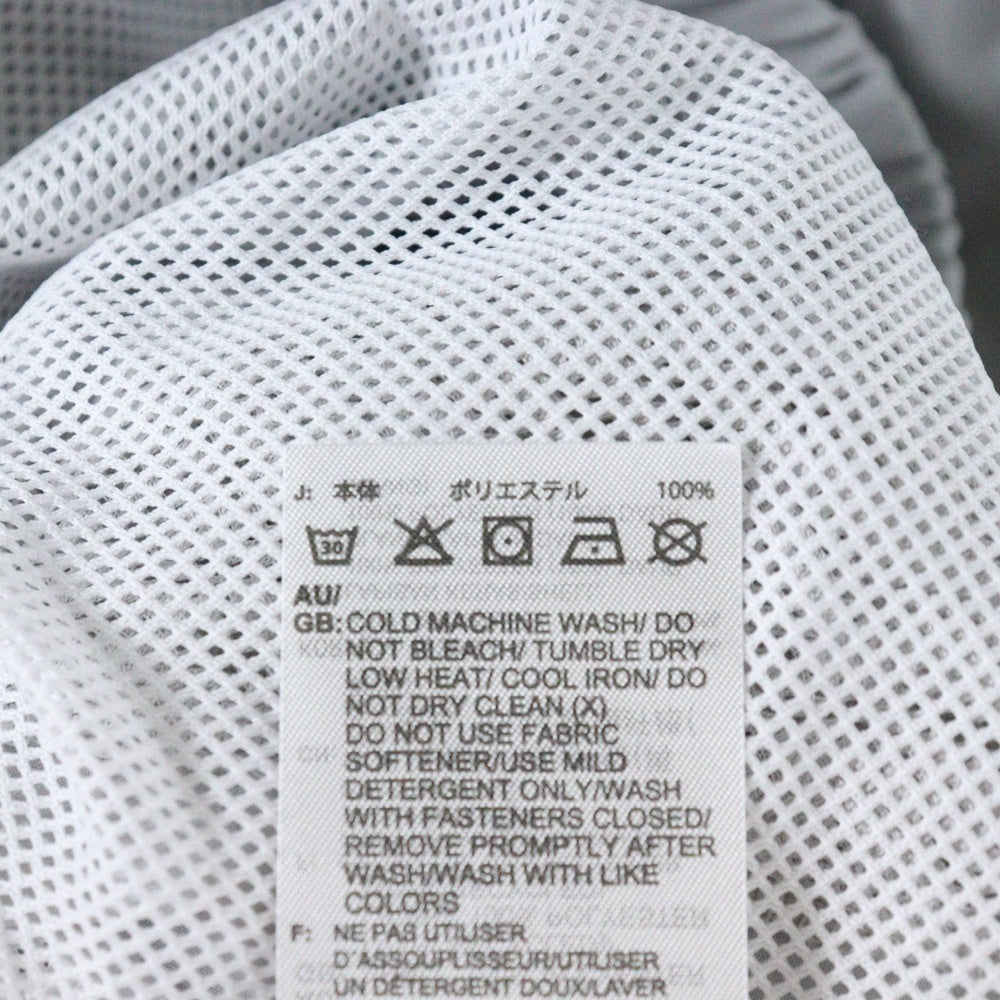 J: 本体 ポリエステル 100%
30
AU/
GB: COLD MACHINE WASH/ DO
NOT BLEACH/ TUMBLE DRY
LOW HEAT/ COOL IRON/ DO
NOT DRY CLEAN (X)
DO NOT USE FABRIC
SOFTENER/USE MILD
DETERGENT ONLY/WASH
WITH FASTENERS CLOSED/
REMOVE PROMPTLY AFTER
WASH/WASH WITH LIKE
COLORS
F: NE PAS UTILISER
D'ASSOUPLISSEUR/UTILISER
UN DÉTERGENT DOUX/LAVER